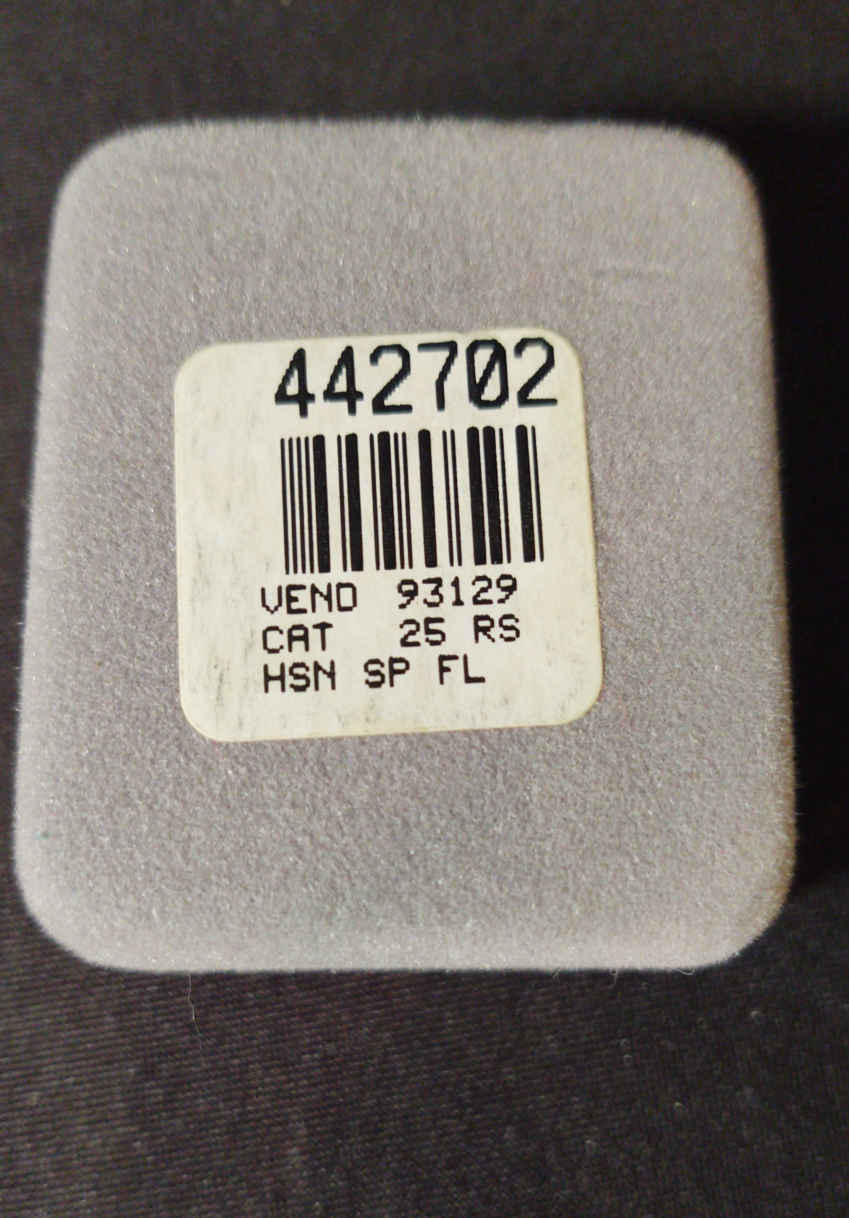 442702
VEND 93129
CAT 25 RS
HSN SP FL